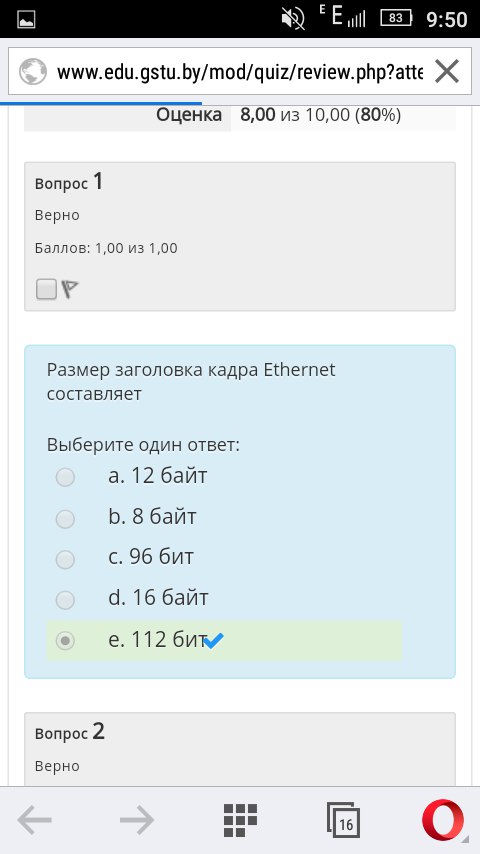 E E 83 9:50
www.edu.gstu.by/mod/quiz/review.php?atte
Оценка 8,00 из 10,00 (80%)
Вопрос 1
Верно
Баллов: 1,00 из 1,00
Размер заголовка кадра Ethernet
составляет
Выберите один ответ:
a. 12 байт
b. 8 байт
c. 96 бит
d. 16 байт
e. 112 бит
Вопрос 2
Верно
16